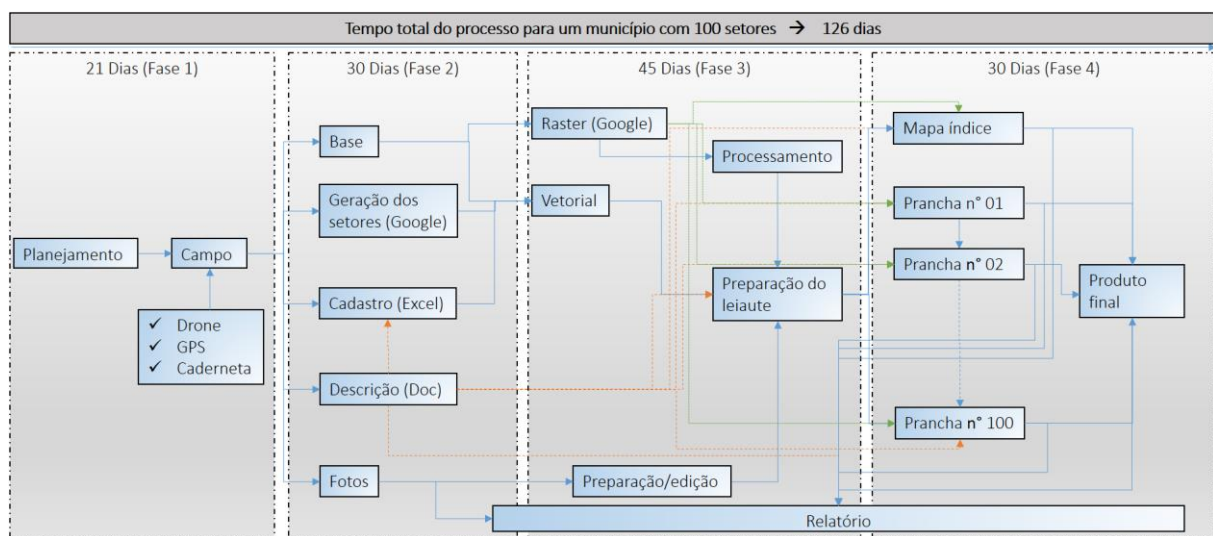 Tempo total do processo para um município com 100 setores → 126 dias
21 Dias (Fase 1)
30 Dias (Fase 2)
45 Dias (Fase 3)
30 Dias (Fase 4)
Planejamento
Campo
✓ Drone
✓ GPS
✓ Caderneta
Base
Geração dos
setores (Google)
Cadastro (Excel)
Descrição (Doc)
Fotos
Raster (Google)
Processamento
Vetorial
Preparação do
leiaute
Preparação/edição
Mapa índice
Prancha n° 01
Prancha n° 02
Prancha n° 100
Produto
final
Relatório